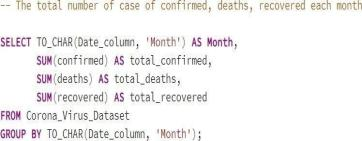 -- The total number of case of confirmed, deaths, recovered each month
SELECT TO_CHAR(Date_column, 'Month') AS Month,
SUM(confirmed) AS total_confirmed,
SUM(deaths) AS total_deaths,
SUM(recovered) AS total_recovered
FROM Corona_Virus_Dataset
GROUP BY TO_CHAR(Date_column, 'Month');